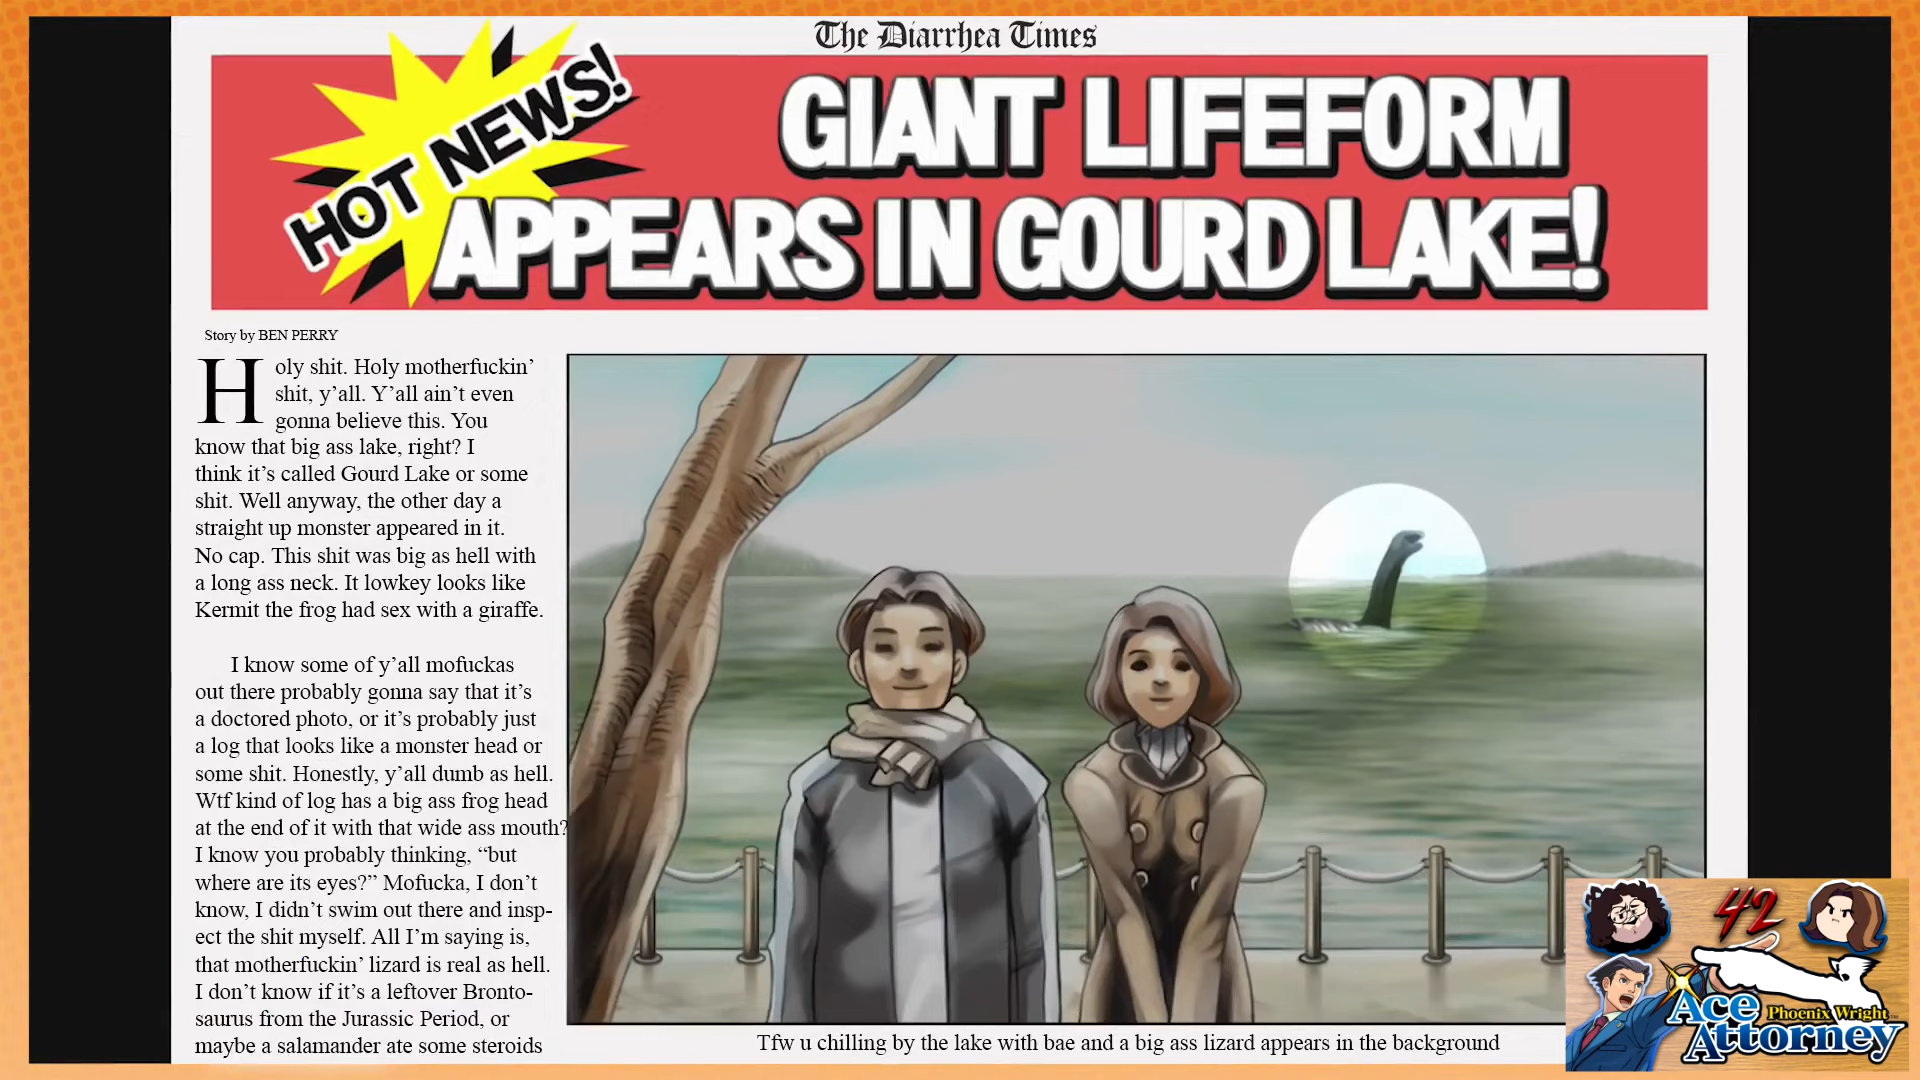 The Diarrhea Times
HOT NEWS!
GIANT LIFEFORM
APPEARS IN GOURD LAKE!
Story by BEN PERRY
Holy shit. Holy motherfuckin’
shit, y’all. Y’all ain’t even
gonna believe this. You
know that big ass lake, right? I
think it’s called Gourd Lake or some
shit. Well anyway, the other day a
straight up monster appeared in it.
No cap. This shit was big as hell with
a long ass neck. It lowkey looks like
Kermit the frog had sex with a giraffe.
I know some of y’all mofuckas
out there probably gonna say that it’s
a doctored photo, or it’s probably just
a log that looks like a monster head or
some shit. Honestly, y’all dumb as hell.
Wtf kind of log has a big ass frog head
at the end of it with that wide ass mouth?
I know you probably thinking, “but
where are its eyes?” Mofucka, I don’t
know, I didn’t swim out there and insp-
ect the shit myself. All I’m saying is,
that motherfuckin’ lizard is real as hell.
I don’t know if it’s a leftover Bronto-
saurus from the Jurassic Period, or
maybe a salamander ate some steroids
Tfw u chilling by the lake with bae and a big ass lizard appears in the background
42
Phoenix Wright
Ace
Attorney